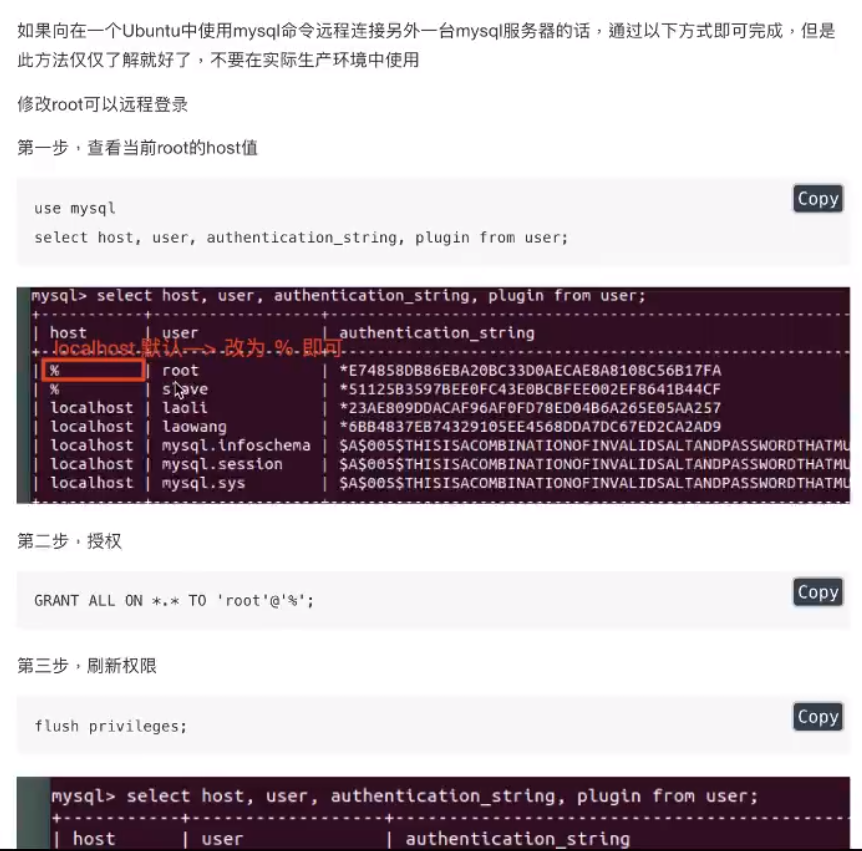 如果向在一个Ubuntu中使用mysql命令远程连接另外一台mysql服务器的话，通过以下方式即可完成，但是
此方法仅仅了解就好了，不要在实际生产环境中使用
修改root可以远程登录
第一步，查看当前root的host值
Copy
use mysql
select host, user, authentication_string, plugin from user;
mysql> select host, user, authentication_string, plugin from user;
| host | user | authentication_string
localhost 默认—> 改为 % 即可
| % | root | *E74858DB86EBA20BC33D0AECAE8A8108C56B17FA
| % | slave | *51125B3597BEE0FC43E0BCBFEE002EF8641B44CF
| localhost | laoli | *23AE809DDACAF96AF0FD78ED04B6A265E05AA257
| localhost | laowang | *6BB4837EB74329105EE4568DDA7DC67ED2CA2AD9
| localhost | mysql.infoschema | $A$005$THISISACOMBINATIONOFINVALIDSALTANDPASSWORDTHATMU
| localhost | mysql.session | $A$005$THISISACOMBINATIONOFINVALIDSALTANDPASSWORDTHATMU
| localhost | mysql.sys | $A$005$THISISACOMBINATIONOFINVALIDSALTANDPASSWORDTHATMU
第二步，授权
Copy
GRANT ALL ON *.* TO 'root'@'%';
第三步，刷新权限
Copy
flush privileges;
mysql> select host, user, authentication_string, plugin from user;
| host | user | authentication_string